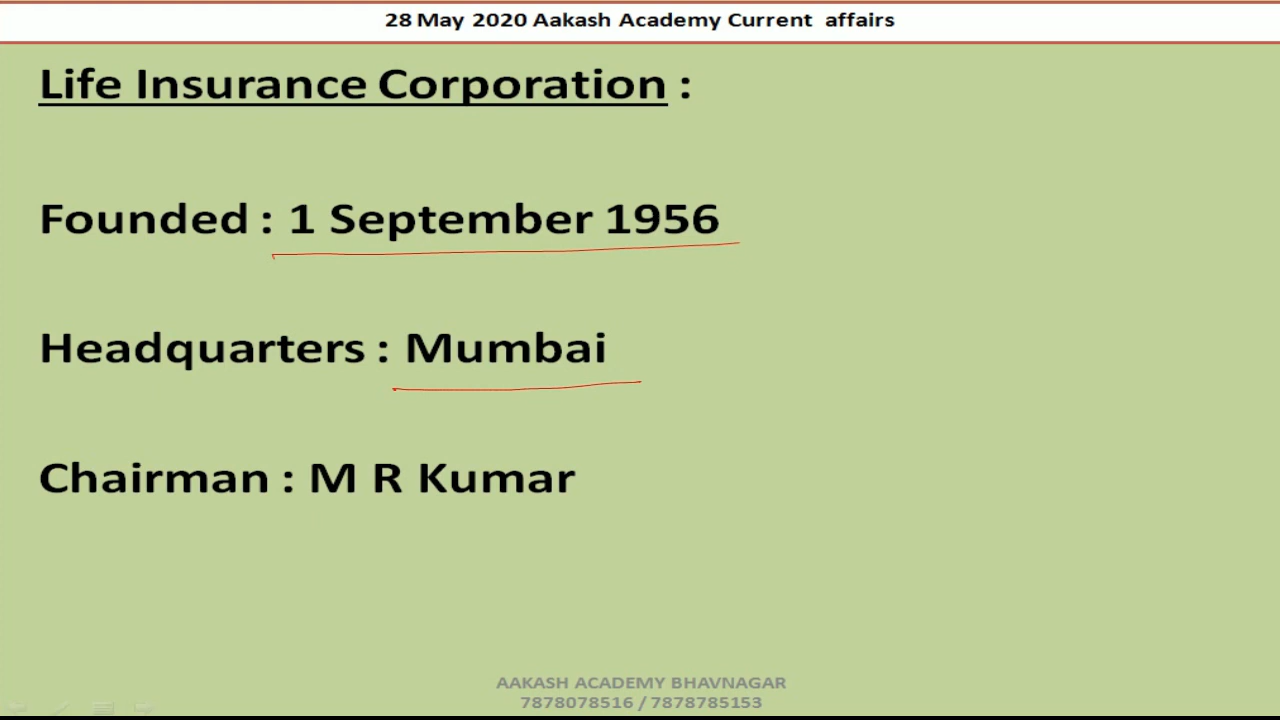 28 May 2020 Aakash Academy Current affairs
Life Insurance Corporation :
Founded : 1 September 1956
Headquarters : Mumbai
Chairman : M R Kumar
AAKASH ACADEMY BHAVNAGAR
7878078516 / 7878785153